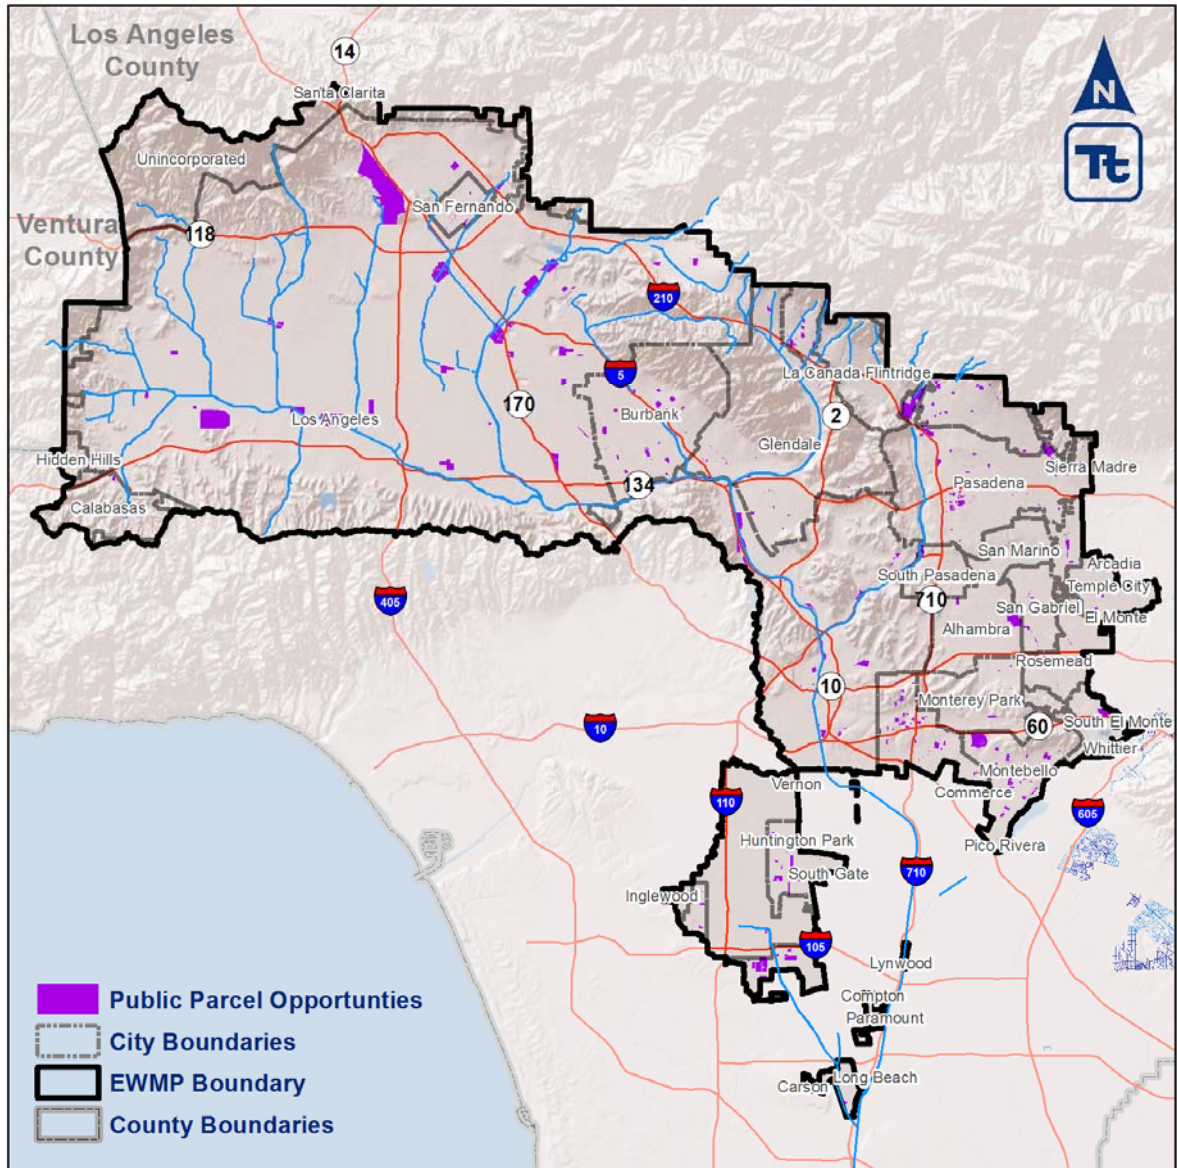 Los Angeles
County
14
N
Tt
Santa Clarita
Unincorporated
San Fernando
Ventura
County
118
210
5
La Canada Flintridge
170
Burbank
2
Los Angeles
Glendale
Hidden Hills
Sierra Madre
134
Pasadena
Calabasas
San Marino
Arcadia
South Pasadena
Temple City
405
710
San Gabriel
El Monte
Alhambra
Rosemead
10
Monterey Park
10
60
South El Monte
Whittier
Montebello
Vernon
Commerce
110
605
Huntington Park
Pico Rivera
South Gate
710
Inglewood
105
Lynwood
Compton
Paramount
Carson
Long Beach
Public Parcel Opportunties
City Boundaries
EWMP Boundary
County Boundaries